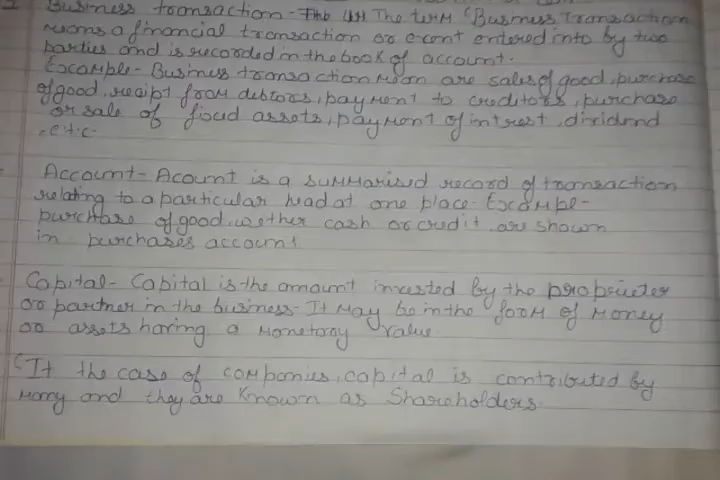 Business transaction - The term "Business Transaction
means a financial transaction or event entered into by two
parties and is recorded in the book of account.
Example - Business transaction mean are sales of good, purchase
of good, recipt from debtors, payment to creditors, purchase
or sale of fixed assets, payment of intrest, dividend
e.t.c.
Account - Acount is a summarised record of transaction
relating to a particular head at one place. Example -
purchase of good. wether cash or credit are shown
in purchases account
Capital - Capital is the amount invested by the proprieter
or partner in the business - It may be in the form of money
or assets having a monetory value
(It the case of companies, capital is contributed by
many and they are known as Shareholders.